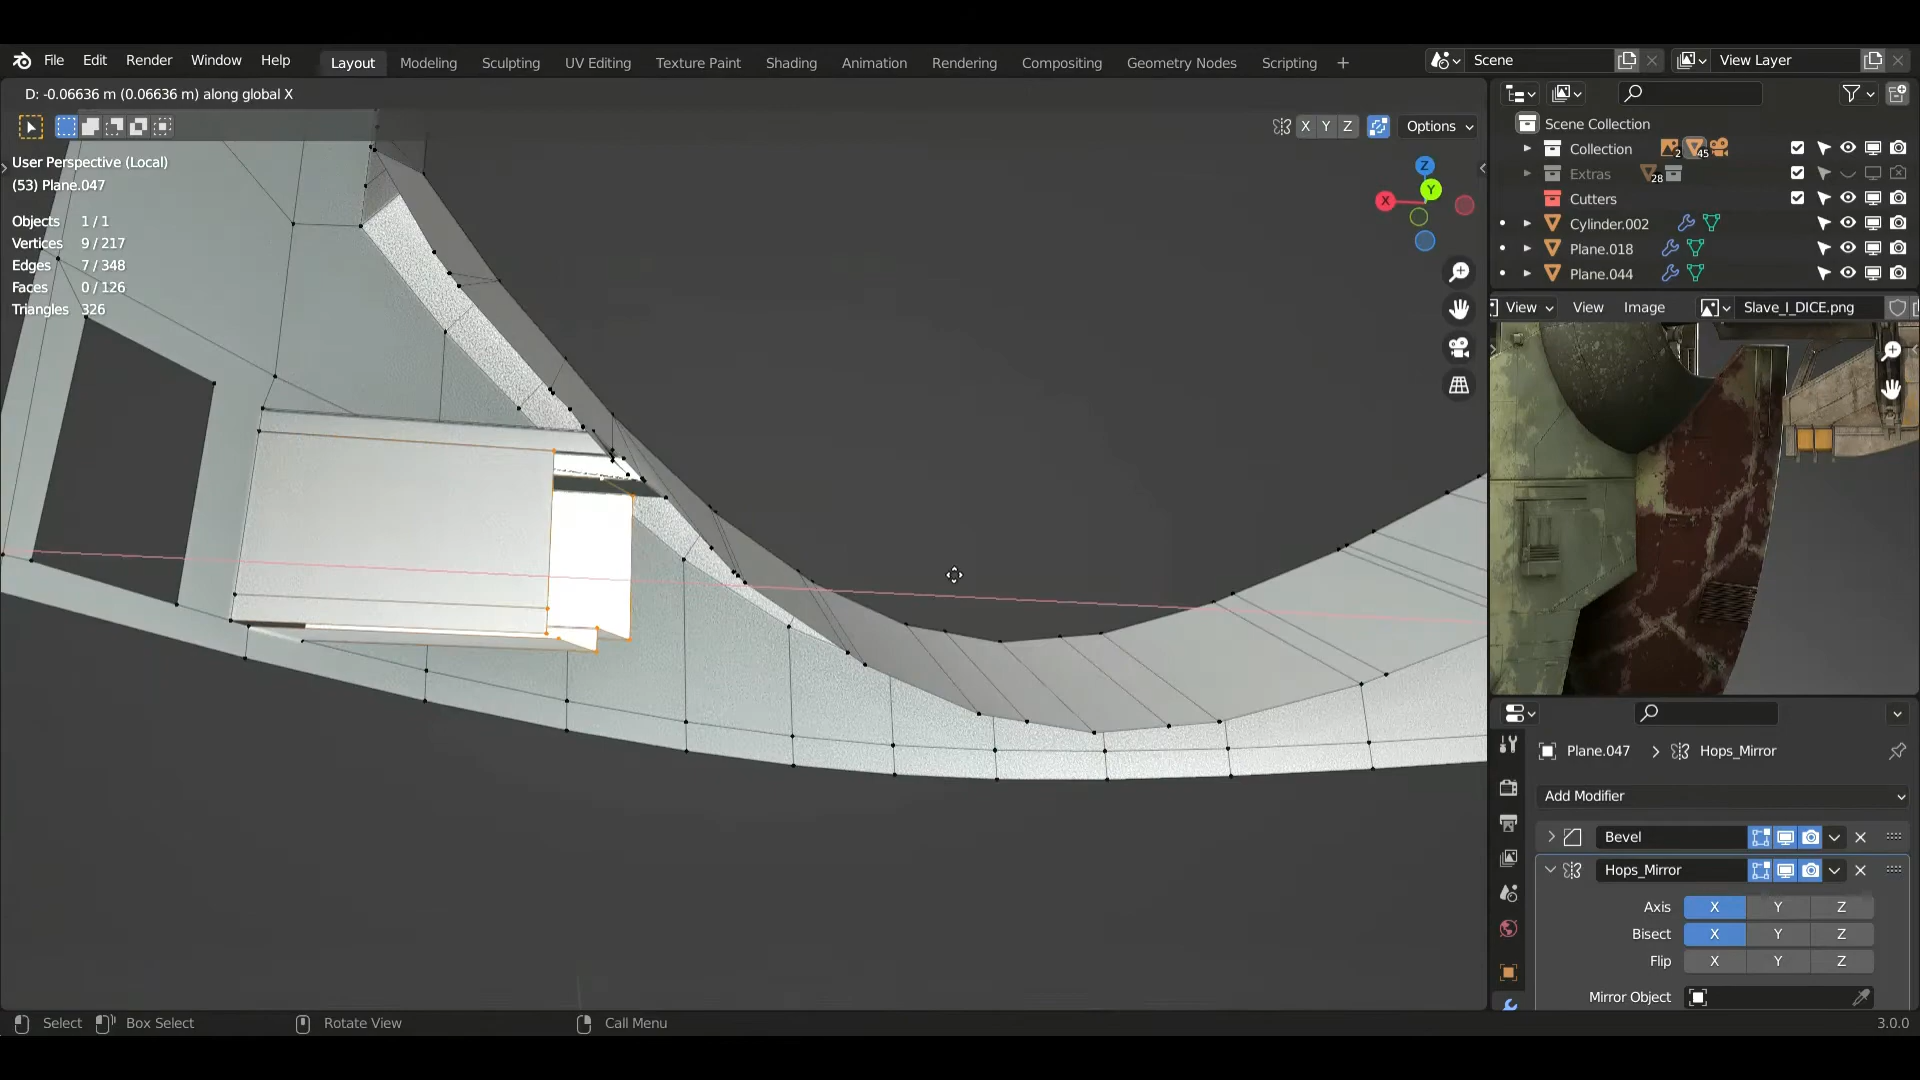 File Edit Render Window Help Layout Modeling Sculpting UV Editing Texture Paint Shading Animation Rendering Compositing Geometry Nodes Scripting + Scene View Layer
D: -0.06636 m (0.06636 m) along global X
X Y Z Options
User Perspective (Local)
(53) Plane.047
Objects 1 / 1
Vertices 9 / 217
Edges 7 / 348
Faces 0 / 126
Triangles 326
Z
Y
X
Scene Collection
Collection 2 45
Extras 28
Cutters
Cylinder.002
Plane.018
Plane.044
View View Image Slave_I_DICE.png
Plane.047 > Hops_Mirror
Add Modifier
Bevel
Hops_Mirror
Axis X Y Z
Bisect X Y Z
Flip X Y Z
Mirror Object
Select Box Select Rotate View Call Menu 3.0.0